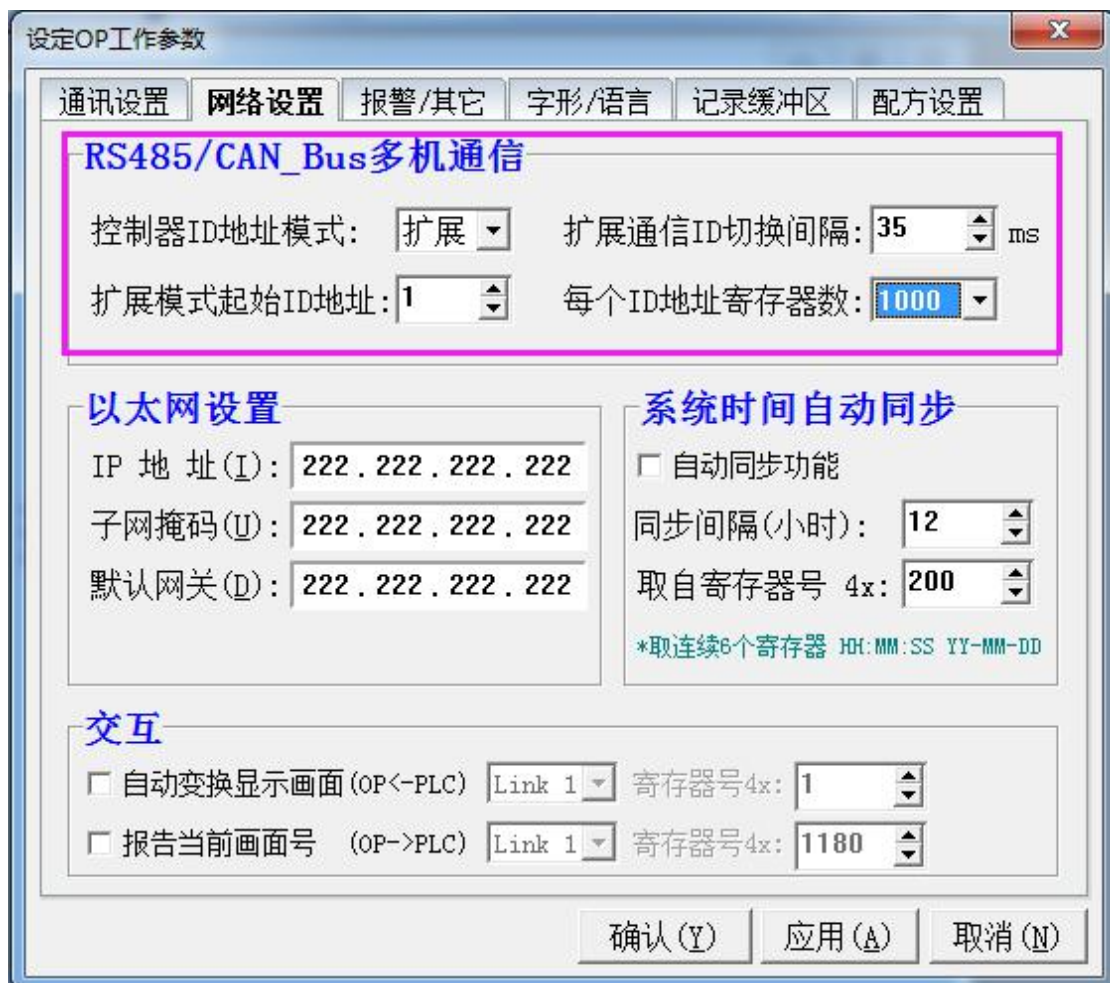 设定OP工作参数
通讯设置 网络设置 报警/其它 字形/语言 记录缓冲区 配方设置
RS485/CAN_Bus多机通信
控制器ID地址模式: 扩展 扩展通信ID切换间隔: 35 ms
扩展模式起始ID地址: 1 每个ID地址寄存器数: 1000
以太网设置
IP 地 址(I): 222 . 222 . 222 . 222
子网掩码(U): 222 . 222 . 222 . 222
默认网关(D): 222 . 222 . 222 . 222
系统时间自动同步
自动同步功能
同步间隔(小时): 12
取自寄存器号 4x: 200
*取连续6个寄存器 HH:MM:SS YY-MM-DD
交互
自动变换显示画面(OP<-PLC) Link 1 寄存器号4x: 1
报告当前画面号 (OP->PLC) Link 1 寄存器号4x: 1180
确认(Y) 应用(A) 取消(N)